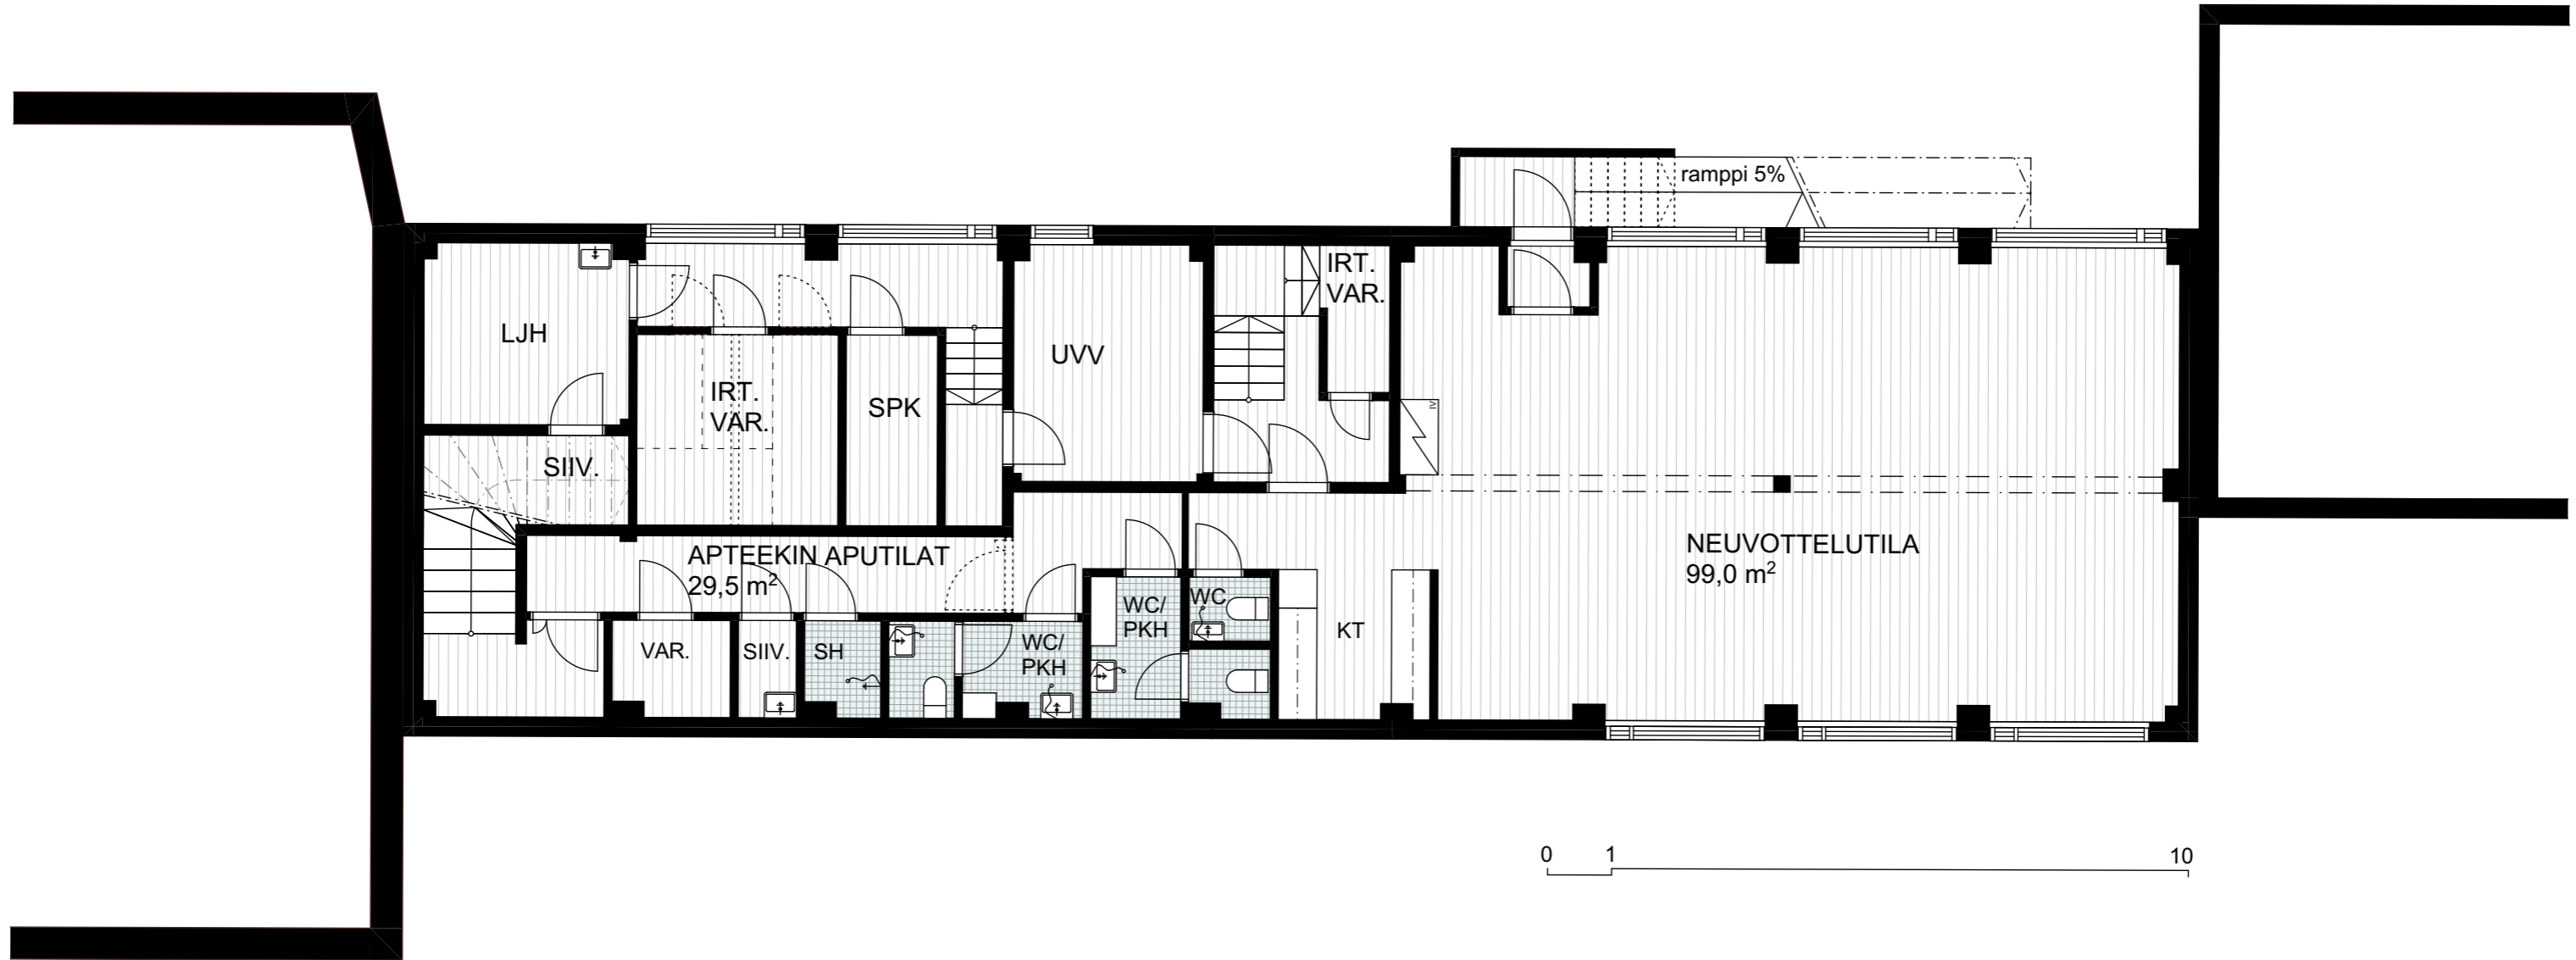 ramppi 5%
IRT.
VAR.
LJH
UVV
IRT.
VAR.
SPK
IV
SIIV.
APTEEKIN APUTILAT
29,5 m²
NEUVOTTELUTILA
99,0 m²
WC/
PKH
WC
KT
VAR.
SIIV.
SH
WC/
PKH
0 1 10